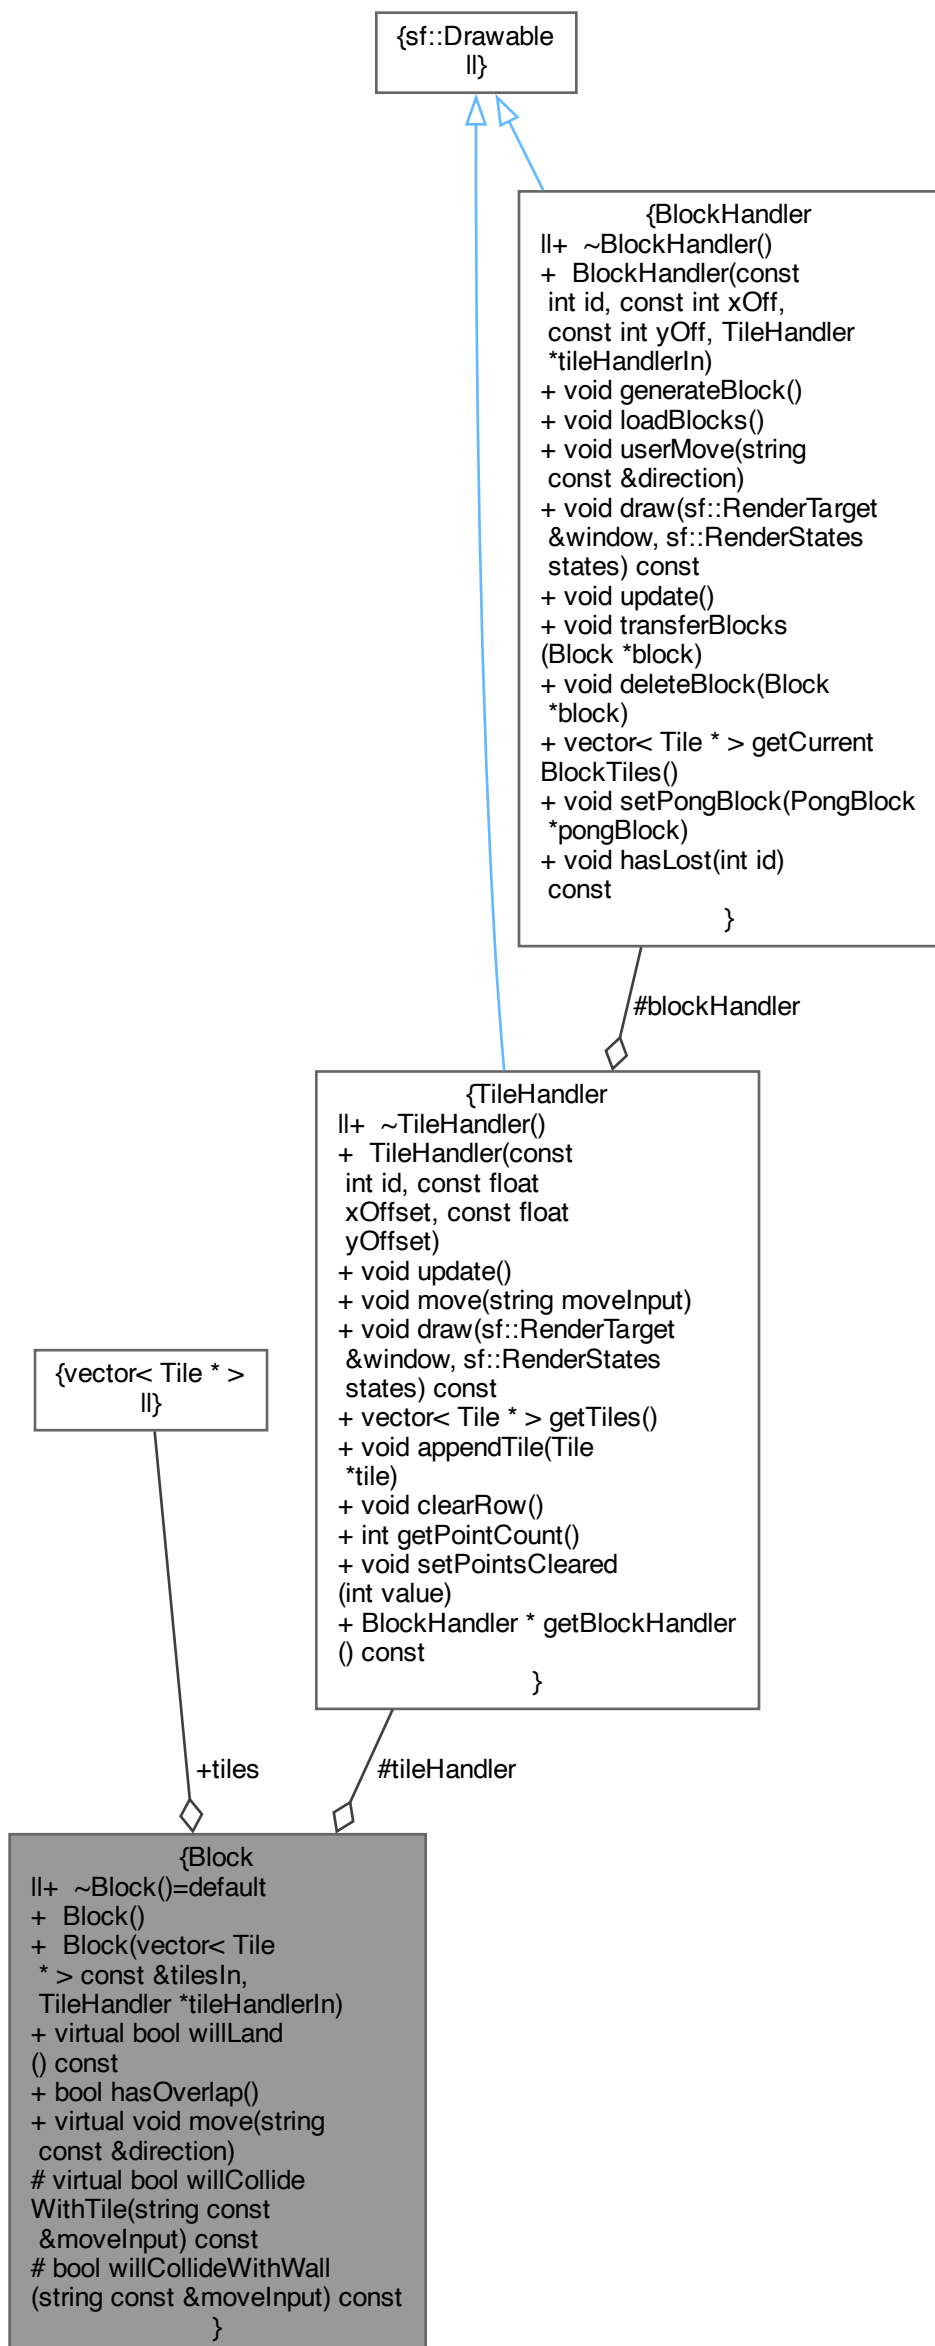 {sf::Drawable
||}
{BlockHandler
||+  ~BlockHandler()
+  BlockHandler(const
int id, const int xOff,
const int yOff, TileHandler
*tileHandlerIn)
+ void generateBlock()
+ void loadBlocks()
+ void userMove(string
const &direction)
+ void draw(sf::RenderTarget
&window, sf::RenderStates
states) const
+ void update()
+ void transferBlocks
(Block *block)
+ void deleteBlock(Block
*block)
+ vector< Tile * > getCurrent
BlockTiles()
+ void setPongBlock(PongBlock
*pongBlock)
+ void hasLost(int id)
const
}
#blockHandler
{TileHandler
||+  ~TileHandler()
+  TileHandler(const
int id, const float
xOffset, const float
yOffset)
+ void update()
+ void move(string moveInput)
+ void draw(sf::RenderTarget
&window, sf::RenderStates
states) const
+ vector< Tile * > getTiles()
+ void appendTile(Tile
*tile)
+ void clearRow()
+ int getPointCount()
+ void setPointsCleared
(int value)
+ BlockHandler * getBlockHandler
() const
}
{vector< Tile * >
||}
+tiles
#tileHandler
{Block
||+  ~Block()=default
+  Block()
+  Block(vector< Tile
* > const &tilesIn,
TileHandler *tileHandlerIn)
+ virtual bool willLand
() const
+ bool hasOverlap()
+ virtual void move(string
const &direction)
# virtual bool willCollide
WithTile(string const
&moveInput) const
# bool willCollideWithWall
(string const &moveInput) const
}